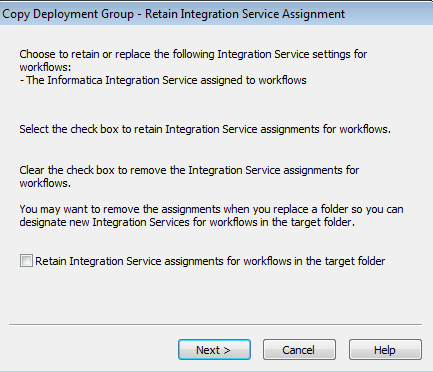 Copy Deployment Group - Retain Integration Service Assignment
Choose to retain or replace the following Integration Service settings for
workflows:
- The Informatica Integration Service assigned to workflows
Select the check box to retain Integration Service assignments for workflows.
Clear the check box to remove the Integration Service assignments for
workflows.
You may want to remove the assignments when you replace a folder so you can
designate new Integration Services for workflows in the target folder.
Retain Integration Service assignments for workflows in the target folder
Next >
Cancel
Help